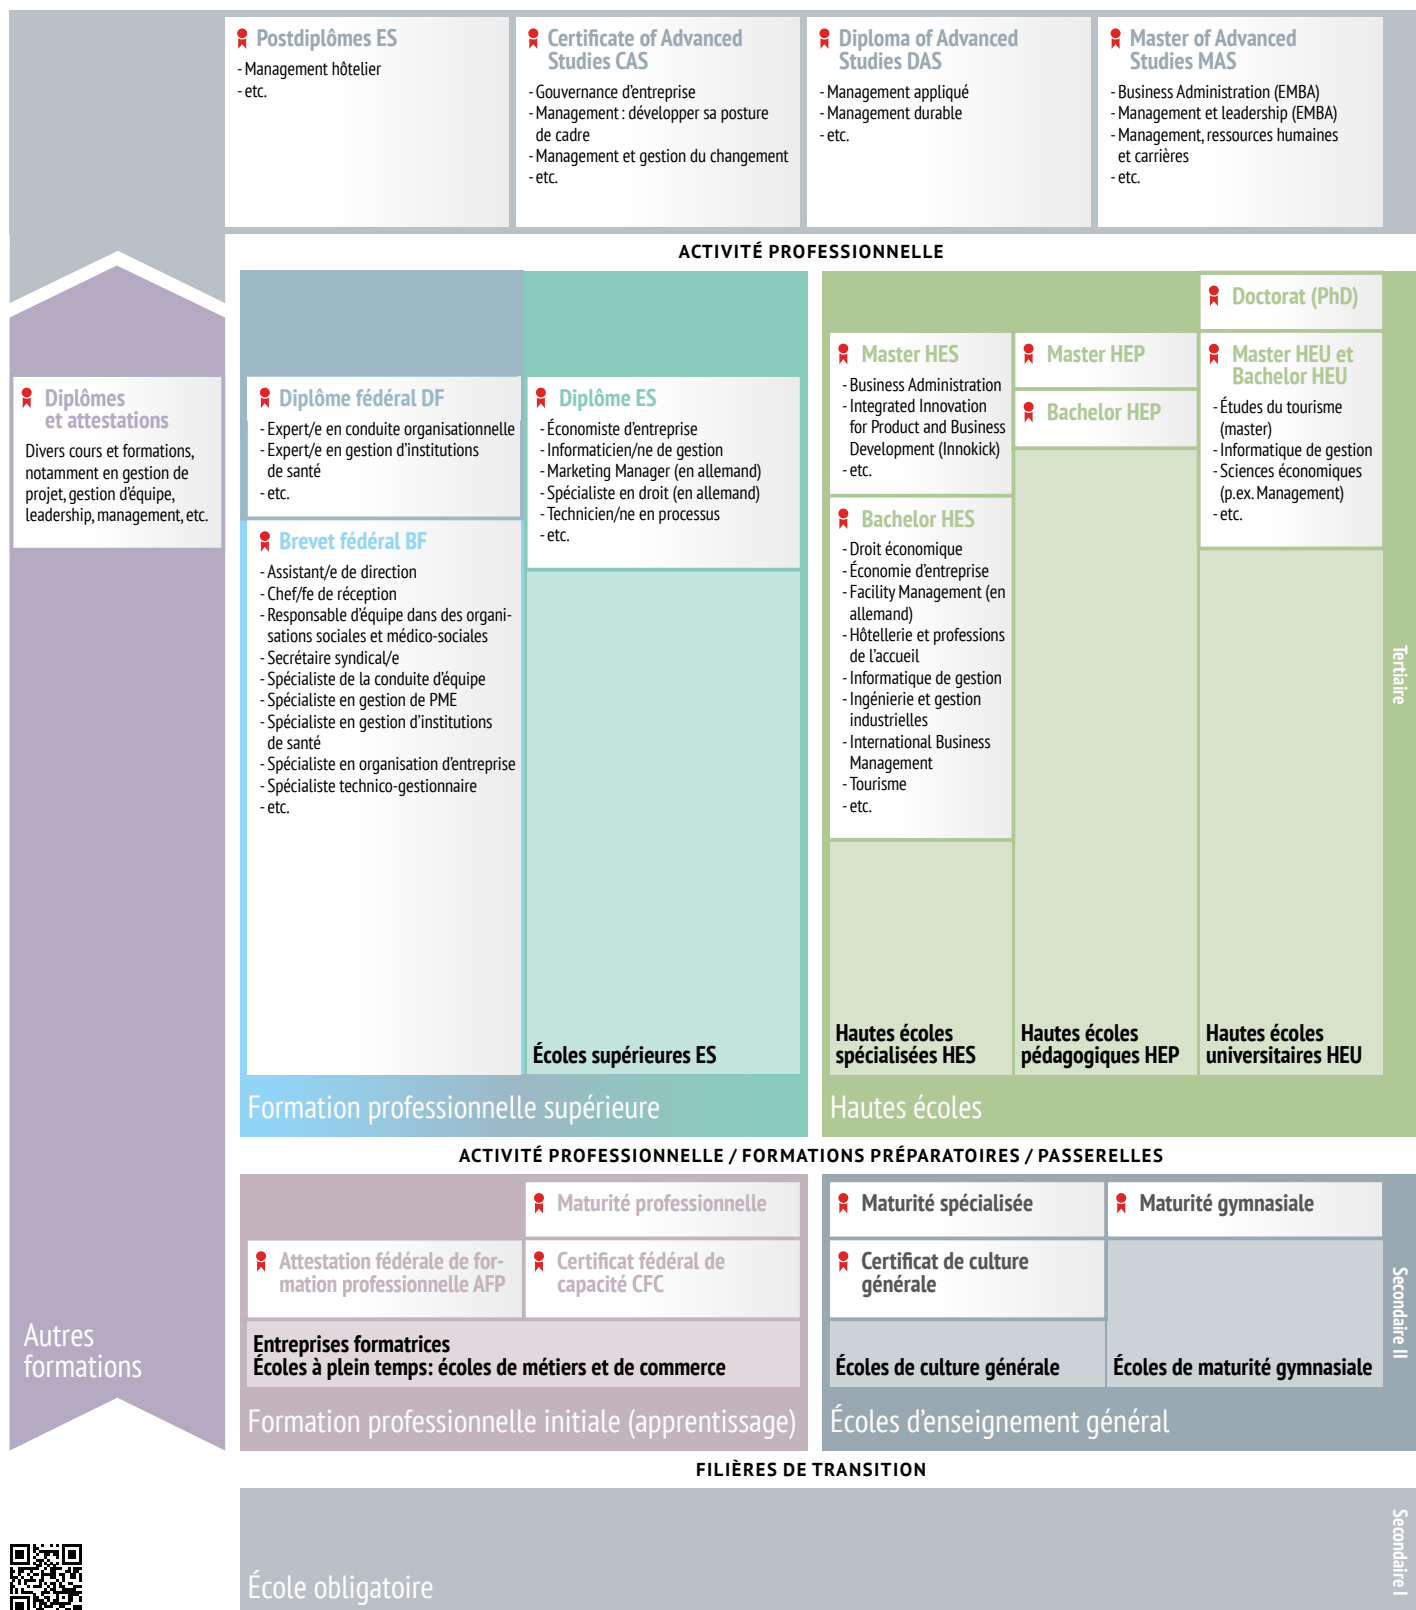 Postdiplômes ES
- Management hôtelier
- etc.
Certificate of Advanced
Studies CAS
- Gouvernance d'entreprise
- Management : développer sa posture
de cadre
- Management et gestion du changement
- etc.
Diploma of Advanced
Studies DAS
- Management appliqué
- Management durable
- etc.
Master of Advanced
Studies MAS
- Business Administration (EMBA)
- Management et leadership (EMBA)
- Management, ressources humaines
et carrières
- etc.
ACTIVITÉ PROFESSIONNELLE
Diplômes
et attestations
Divers cours et formations,
notamment en gestion de
projet, gestion d'équipe,
leadership, management, etc.
Autres
formations
Diplôme fédéral DF
- Expert/e en conduite organisationnelle
- Expert/e en gestion d'institutions
de santé
- etc.
Brevet fédéral BF
- Assistant/e de direction
- Chef/fe de réception
- Responsable d'équipe dans des organi-
sations sociales et médico-sociales
- Secrétaire syndical/e
- Spécialiste de la conduite d'équipe
- Spécialiste en gestion de PME
- Spécialiste en gestion d'institutions
de santé
- Spécialiste en organisation d'entreprise
- Spécialiste technico-gestionnaire
- etc.
Diplôme ES
- Économiste d'entreprise
- Informaticien/ne de gestion
- Marketing Manager (en allemand)
- Spécialiste en droit (en allemand)
- Technicien/ne en processus
- etc.
Écoles supérieures ES
Formation professionnelle supérieure
Master HES
- Business Administration
- Integrated Innovation
for Product and Business
Development (Innokick)
- etc.
Bachelor HES
- Droit économique
- Économie d'entreprise
- Facility Management (en
allemand)
- Hôtellerie et professions
de l'accueil
- Informatique de gestion
- Ingénierie et gestion
industrielles
- International Business
Management
- Tourisme
- etc.
Hautes écoles
spécialisées HES
Master HEP
Bachelor HEP
Hautes écoles
pédagogiques HEP
Doctorat (PhD)
Master HEU et
Bachelor HEU
- Études du tourisme
(master)
- Informatique de gestion
- Sciences économiques
(p.ex. Management)
- etc.
Hautes écoles
universitaires HEU
Hautes écoles
Tertiaire
ACTIVITÉ PROFESSIONNELLE / FORMATIONS PRÉPARATOIRES / PASSERELLES
Maturité professionnelle
Attestation fédérale de for-
mation professionnelle AFP
Certificat fédéral de
capacité CFC
Entreprises formatrices
Écoles à plein temps: écoles de métiers et de commerce
Formation professionnelle initiale (apprentissage)
Maturité spécialisée
Certificat de culture
générale
Écoles de culture générale
Maturité gymnasiale
Écoles de maturité gymnasiale
Écoles d'enseignement général
Secondaire II
FILIÈRES DE TRANSITION
École obligatoire
Secondaire I